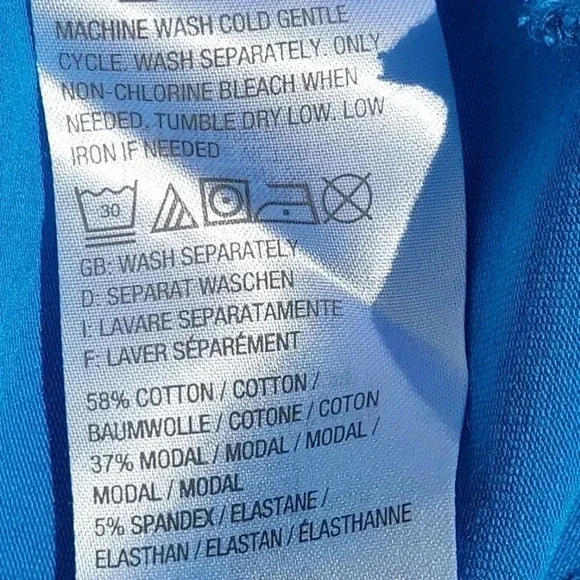 MACHINE WASH COLD GENTLE
CYCLE. WASH SEPARATELY. ONLY
NON-CHLORINE BLEACH WHEN
NEEDED. TUMBLE DRY LOW. LOW
IRON IF NEEDED
30
GB: WASH SEPARATELY
D: SEPARAT WASCHEN
I: LAVARE SEPARATAMENTE
F: LAVER SÉPARÉMENT
58% COTTON / COTTON /
BAUMWOLLE / COTONE / COTON
37% MODAL / MODAL / MODAL /
MODAL / MODAL
5% SPANDEX / ELASTANE /
ELASTHAN / ELASTAN / ÉLASTHANNE